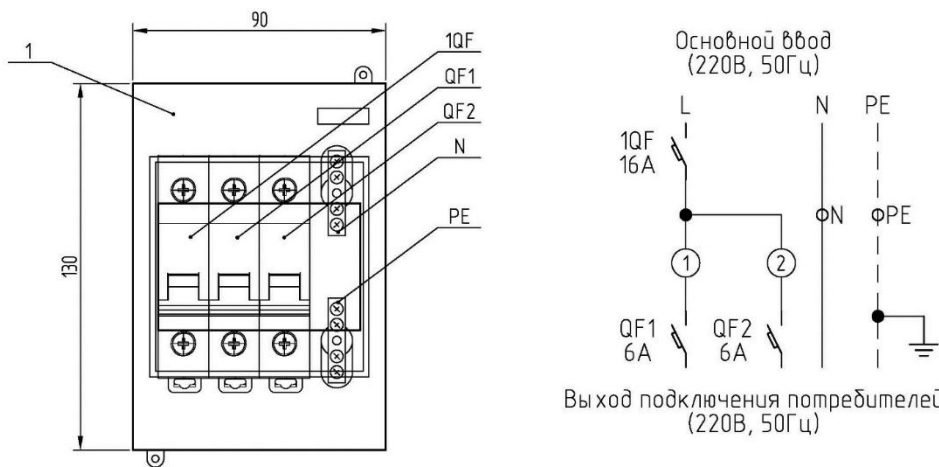 90
1
130
1QF
QF1
QF2
N
PE
Основной ввод
(220В, 50Гц)
L N PE
1QF
16А
N PE
1 2
QF1 QF2
6А 6А
Выход подключения потребителей
(220В, 50Гц)